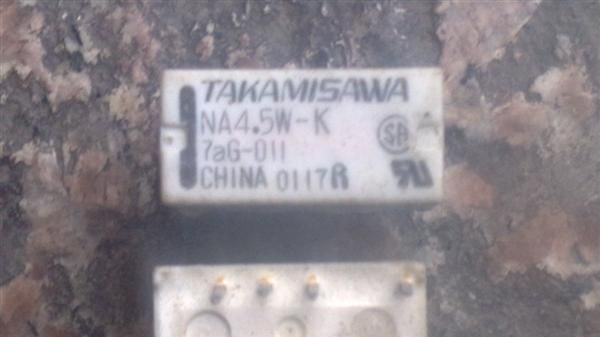 TAKAMISAWA
NA4.5W-K
7aG-011
CHINA 0117R